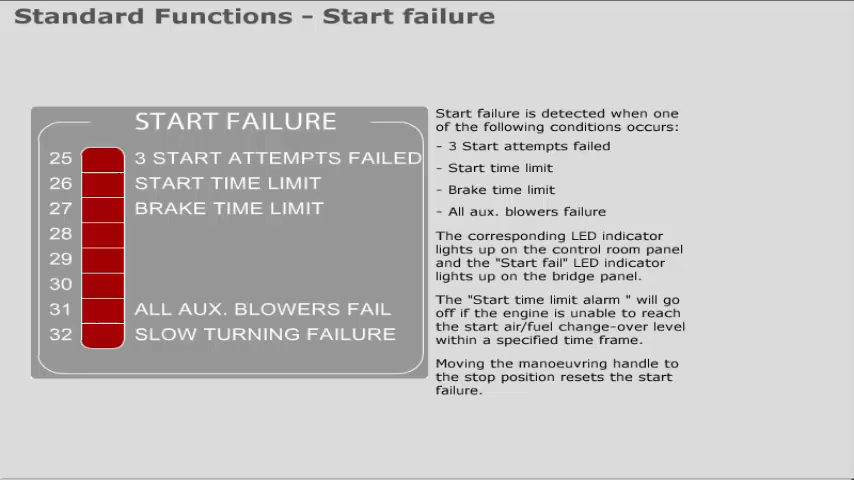 Standard Functions - Start failure
START FAILURE
25 3 START ATTEMPTS FAILED
26 START TIME LIMIT
27 BRAKE TIME LIMIT
28
29
30
31 ALL AUX. BLOWERS FAIL
32 SLOW TURNING FAILURE
Start failure is detected when one
of the following conditions occurs:
- 3 Start attempts failed
- Start time limit
- Brake time limit
- All aux. blowers failure
The corresponding LED indicator
lights up on the control room panel
and the "Start fail" LED indicator
lights up on the bridge panel.
The "Start time limit alarm " will go
off if the engine is unable to reach
the start air/fuel change-over level
within a specified time frame.
Moving the manoeuvring handle to
the stop position resets the start
failure.